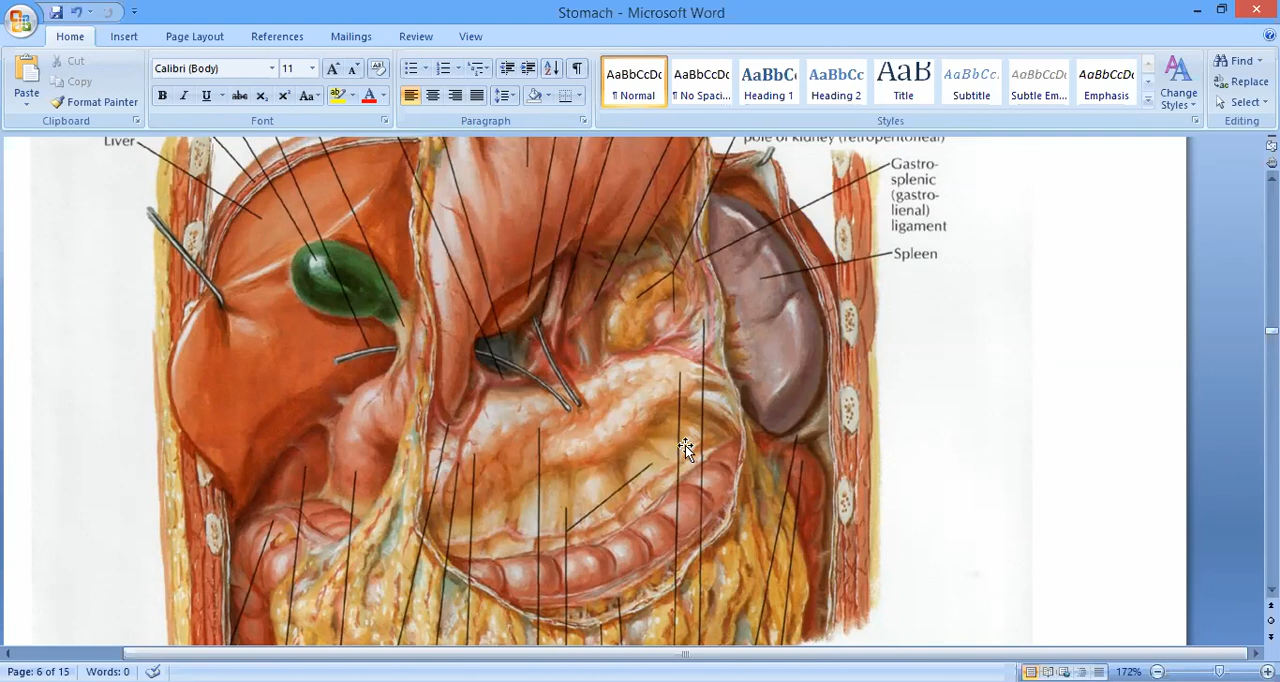 Stomach - Microsoft Word
Home Insert Page Layout References Mailings Review View
Paste
Cut
Copy
Format Painter
Clipboard
Calibri (Body) 11
Font
Paragraph
AaBbCcDc AaBbCcDc AaBbC AaBbCc AaB AaBbCc. AaBbCcDc AaBbCcDc
¶ Normal ¶ No Spaci... Heading 1 Heading 2 Title Subtitle Subtle Em... Emphasis
Change Styles
Styles
Find
Replace
Select
Editing
Liver
pole of kidney (retroperitoneal)
Gastro-
splenic
(gastro-
lienal)
ligament
Spleen
Page: 6 of 15 Words: 0 172%